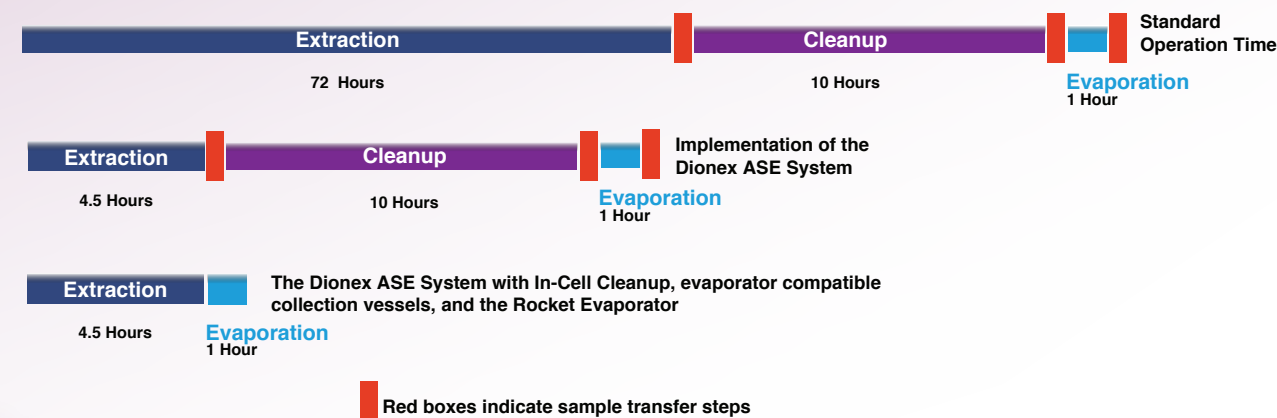 Extraction
Cleanup
Standard
Operation Time
72 Hours
10 Hours
Evaporation
1 Hour
Extraction
Cleanup
Implementation of the
Dionex ASE System
4.5 Hours
10 Hours
Evaporation
1 Hour
Extraction
The Dionex ASE System with In-Cell Cleanup, evaporator compatible
collection vessels, and the Rocket Evaporator
4.5 Hours
Evaporation
1 Hour
Red boxes indicate sample transfer steps